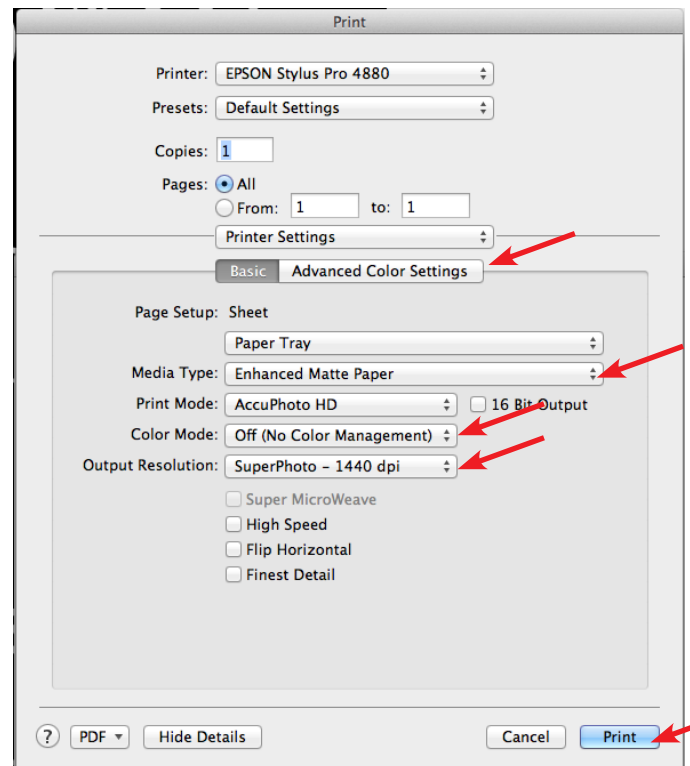 Print
Printer: EPSON Stylus Pro 4880
Presets: Default Settings
Copies: 1
Pages: All
From: 1 to: 1
Printer Settings
Basic Advanced Color Settings
Page Setup: Sheet
Paper Tray
Media Type: Enhanced Matte Paper
Print Mode: AccuPhoto HD 16 Bit Output
Color Mode: Off (No Color Management)
Output Resolution: SuperPhoto – 1440 dpi
Super MicroWeave
High Speed
Flip Horizontal
Finest Detail
? PDF Hide Details Cancel Print